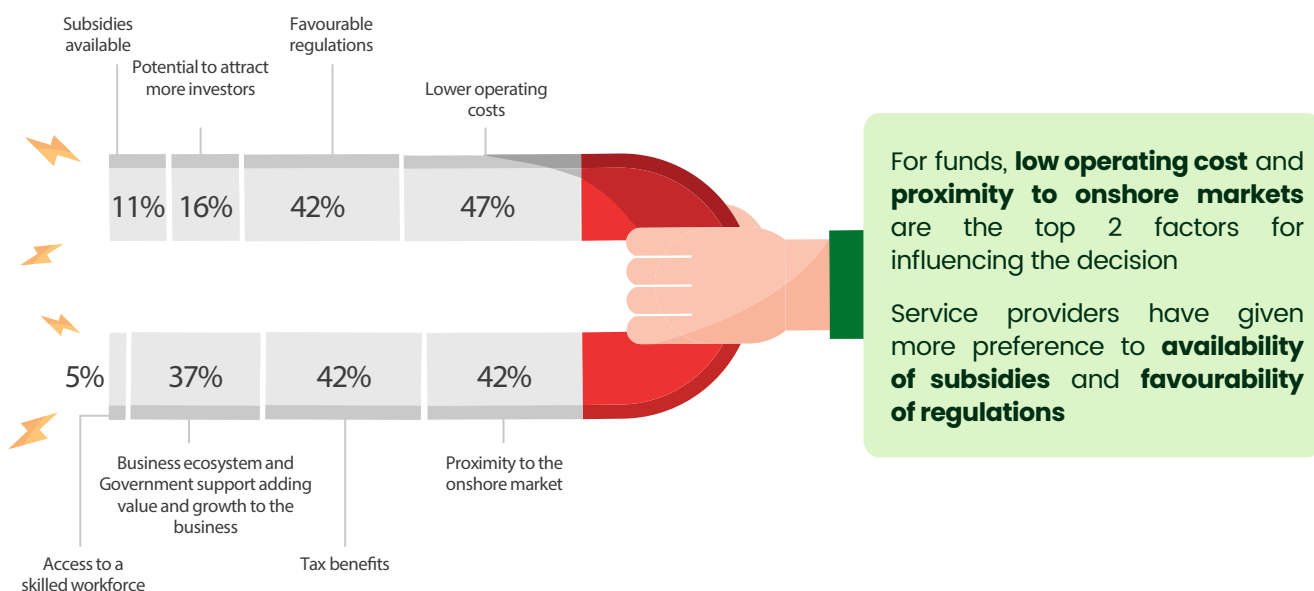 Subsidies
available
Potential to attract
more investors
Favourable
regulations
Lower operating
costs
11%
16%
42%
47%
5%
37%
42%
42%
Access to a
skilled workforce
Business ecosystem and
Government support adding
value and growth to the
business
Tax benefits
Proximity to the
onshore market
For funds, low operating cost and
proximity to onshore markets
are the top 2 factors for
influencing the decision
Service providers have given
more preference to availability
of subsidies and favourability
of regulations